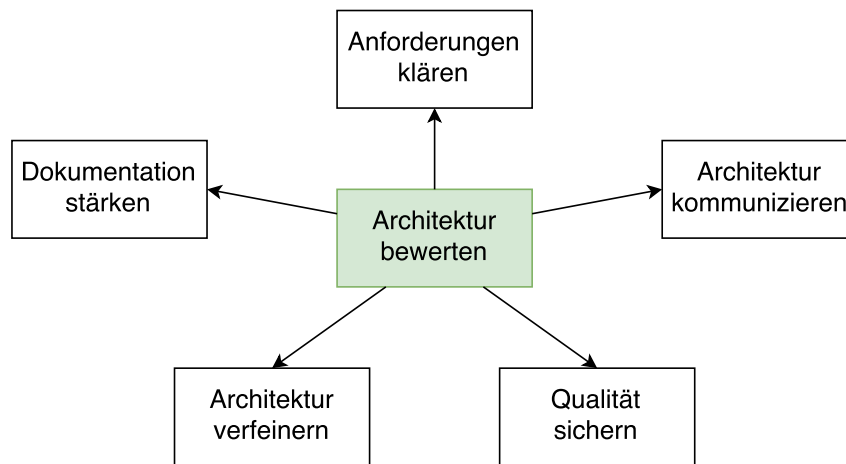 Anforderungen
klären
Dokumentation
stärken
Architektur
kommunizieren
Architektur
bewerten
Architektur
verfeinern
Qualität
sichern